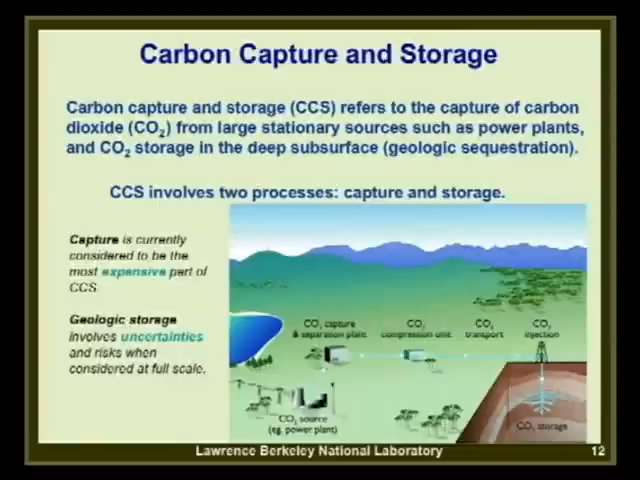 Carbon Capture and Storage
Carbon capture and storage (CCS) refers to the capture of carbon
dioxide (CO₂) from large stationary sources such as power plants,
and CO₂ storage in the deep subsurface (geologic sequestration).
CCS involves two processes: capture and storage.
Capture is currently
considered to be the
most expensive part of
CCS.
Geologic storage
involves uncertainties
and risks when
considered at full scale.
CO₂ capture
& separation plant
CO₂
compression unit
CO₂
transport
CO₂
injection
CO₂ source
(eg. power plant)
CO₂ storage
Lawrence Berkeley National Laboratory
12